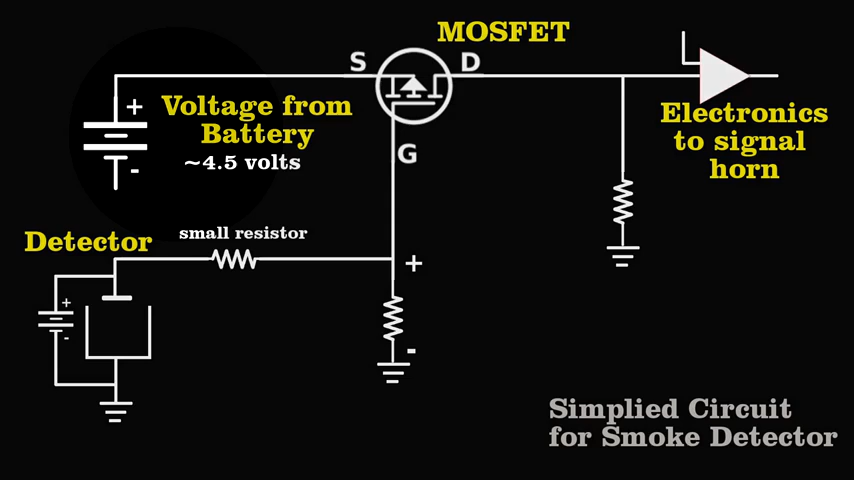 MOSFET
S
D
+
Voltage from
Battery
~4.5 volts
-
G
Electronics
to signal
horn
Detector
small resistor
+
+
-
-
Simplied Circuit
for Smoke Detector